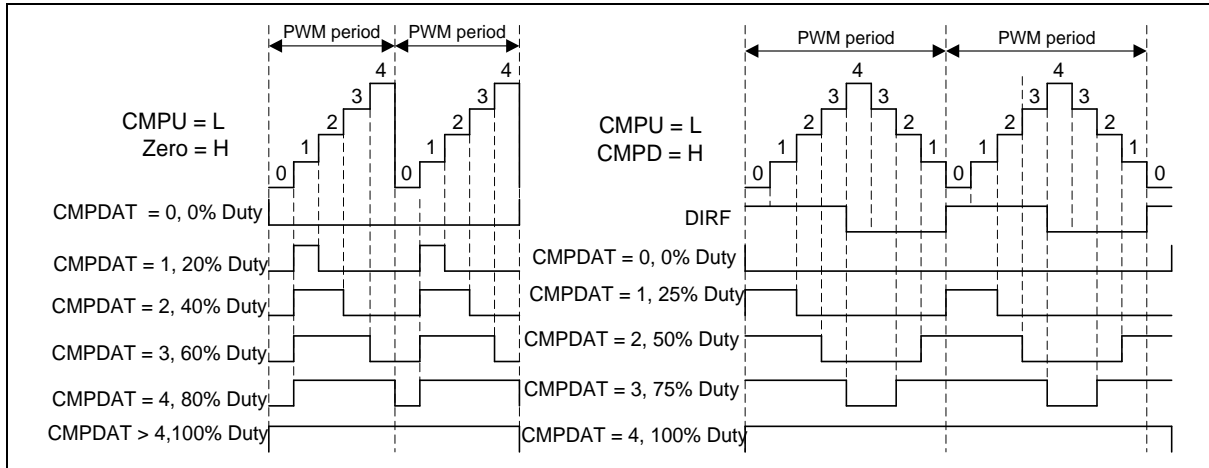 PWM period PWM period
4 4
3 3
CMPU = L
Zero = H
2 2
1 1
0 0
CMPDAT = 0, 0% Duty
CMPDAT = 1, 20% Duty
CMPDAT = 2, 40% Duty
CMPDAT = 3, 60% Duty
CMPDAT = 4, 80% Duty
CMPDAT > 4,100% Duty
PWM period PWM period
4 4
3 3 3 3
CMPU = L
CMPD = H
2 2 2 2
1 1 1 1
0 0 0
DIRF
CMPDAT = 0, 0% Duty
CMPDAT = 1, 25% Duty
CMPDAT = 2, 50% Duty
CMPDAT = 3, 75% Duty
CMPDAT = 4, 100% Duty